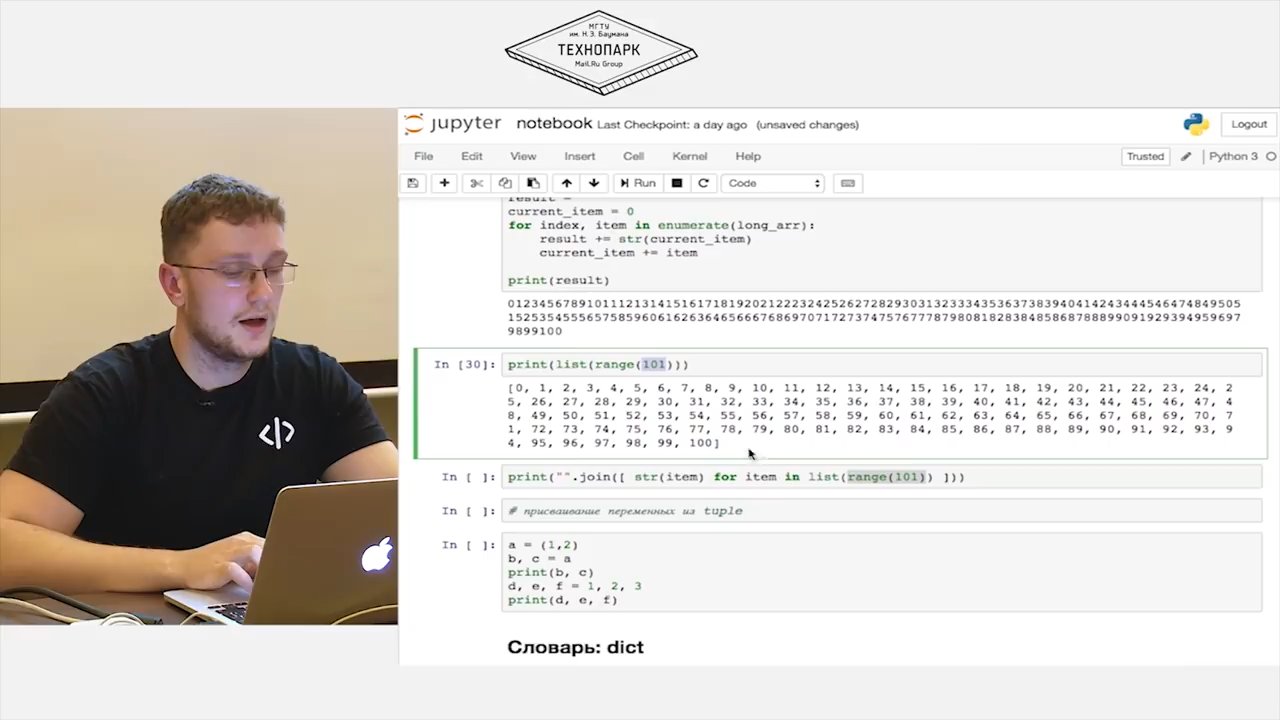 МГТУ
им. Н.Э. Баумана
ТЕХНОПАРК
Mail.Ru Group
jupyter notebook Last Checkpoint: a day ago (unsaved changes)
Logout
File Edit View Insert Cell Kernel Help
Trusted
Python 3
Run
Code
result =
current_item = 0
for index, item in enumerate(long_arr):
result += str(current_item)
current_item += item
print(result)
In [30]: print(list(range(101)))
[0, 1, 2, 3, 4, 5, 6, 7, 8, 9, 10, 11, 12, 13, 14, 15, 16, 17, 18, 19, 20, 21, 22, 23, 24, 2
5, 26, 27, 28, 29, 30, 31, 32, 33, 34, 35, 36, 37, 38, 39, 40, 41, 42, 43, 44, 45, 46, 47, 4
8, 49, 50, 51, 52, 53, 54, 55, 56, 57, 58, 59, 60, 61, 62, 63, 64, 65, 66, 67, 68, 69, 70, 7
1, 72, 73, 74, 75, 76, 77, 78, 79, 80, 81, 82, 83, 84, 85, 86, 87, 88, 89, 90, 91, 92, 93, 9
4, 95, 96, 97, 98, 99, 100]
In [ ]: print("".join([ str(item) for item in list(range(101)) ]))
In [ ]: # присваивание переменных из tuple
In [ ]: a = (1,2)
b, c = a
print(b, c)
d, e, f = 1, 2, 3
print(d, e, f)
Словарь: dict